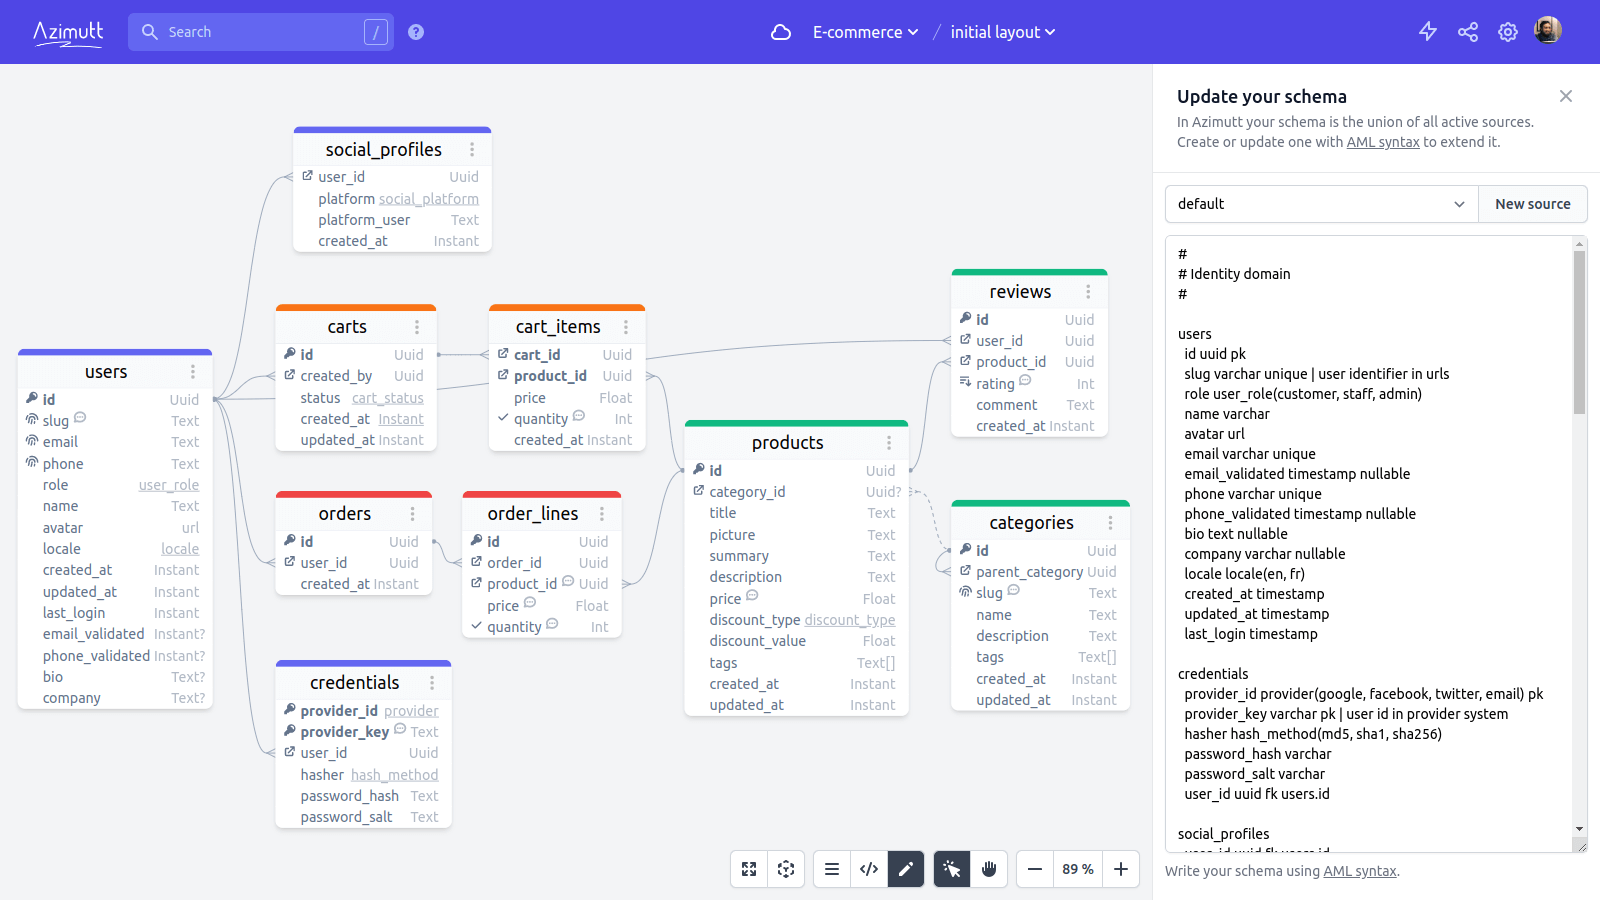 Azimutt
Search
/
?
E-commerce
/
initial layout
social_profiles
user_id Uuid
platform social_platform
platform_user Text
created_at Instant
carts
id Uuid
created_by Uuid
status cart_status
created_at Instant
updated_at Instant
cart_items
cart_id Uuid
product_id Uuid
price Float
quantity Int
created_at Instant
users
id Uuid
slug Text
email Text
phone Text
role user_role
name Text
avatar url
locale locale
created_at Instant
updated_at Instant
last_login Instant
email_validated Instant?
phone_validated Instant?
bio Text?
company Text?
orders
id Uuid
user_id Uuid
created_at Instant
order_lines
id Uuid
order_id Uuid
product_id Uuid
price Float
quantity Int
credentials
provider_id provider
provider_key Text
user_id Uuid
hasher hash_method
password_hash Text
password_salt Text
products
id Uuid
category_id Uuid?
title Text
picture Text
summary Text
description Text
price Float
discount_type discount_type
discount_value Float
tags Text[]
created_at Instant
updated_at Instant
reviews
id Uuid
user_id Uuid
product_id Uuid
rating Int
comment Text
created_at Instant
categories
id Uuid
parent_category Uuid
slug Text
name Text
description Text
tags Text[]
created_at Instant
updated_at Instant
89 %
Update your schema
In Azimutt your schema is the union of all active sources.
Create or update one with AML syntax to extend it.
default
New source
#
# Identity domain
#
users
id uuid pk
slug varchar unique | user identifier in urls
role user_role(customer, staff, admin)
name varchar
avatar url
email varchar unique
email_validated timestamp nullable
phone varchar unique
phone_validated timestamp nullable
bio text nullable
company varchar nullable
locale locale(en, fr)
created_at timestamp
updated_at timestamp
last_login timestamp
credentials
provider_id provider(google, facebook, twitter, email) pk
provider_key varchar pk | user id in provider system
hasher hash_method(md5, sha1, sha256)
password_hash varchar
password_salt varchar
user_id uuid fk users.id
social_profiles
user_id uuid fk users.id
Write your schema using AML syntax.